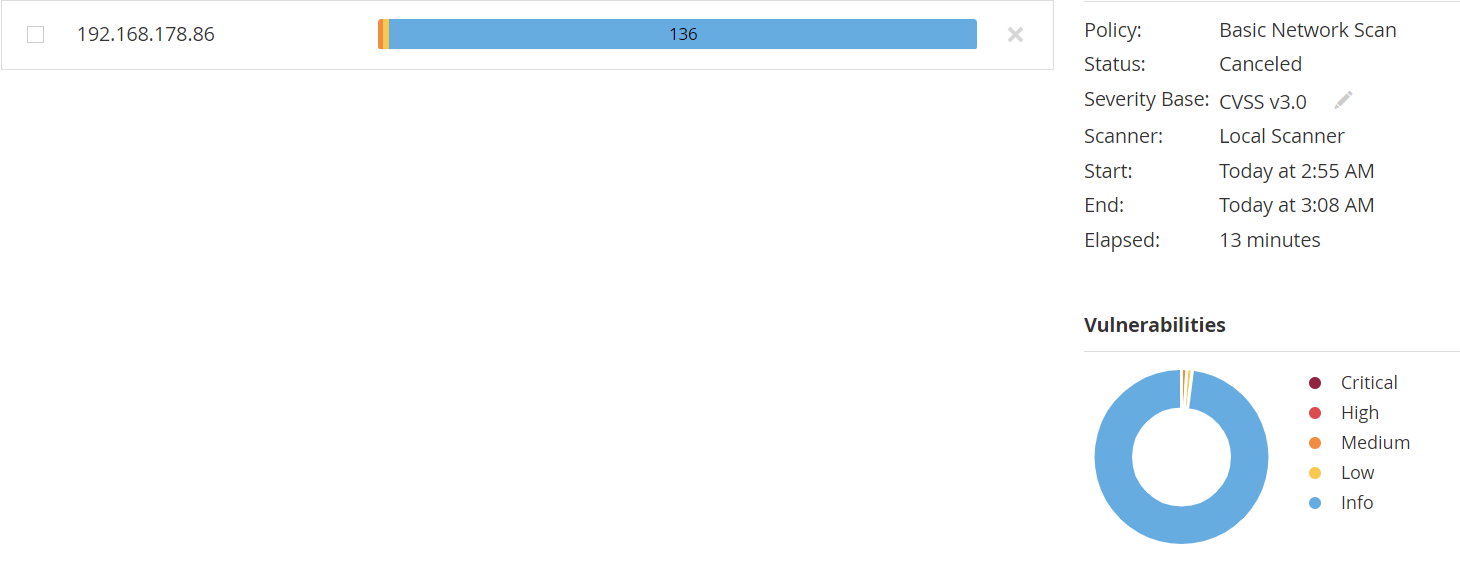 192.168.178.86
136
Policy: Basic Network Scan
Status: Canceled
Severity Base: CVSS v3.0
Scanner: Local Scanner
Start: Today at 2:55 AM
End: Today at 3:08 AM
Elapsed: 13 minutes
Vulnerabilities
Critical
High
Medium
Low
Info